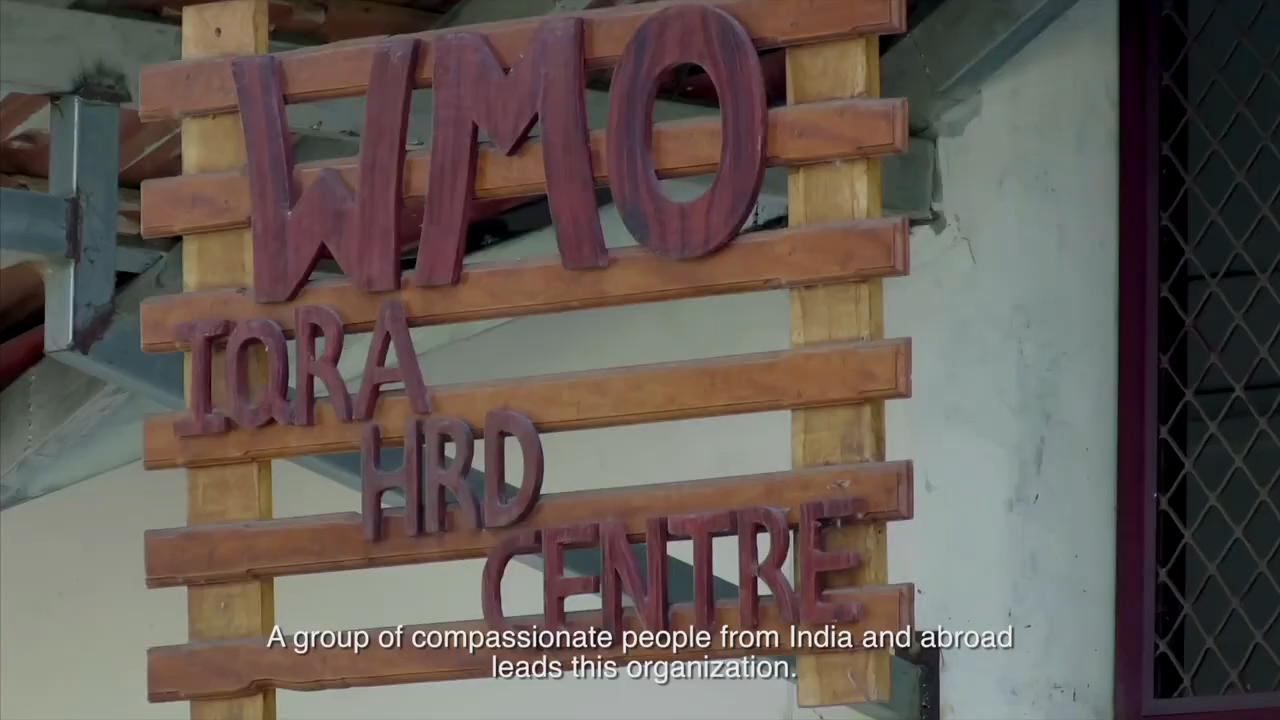 WMO
IQRA
HRD
CENTRE
A group of compassionate people from India and abroad
leads this organization.